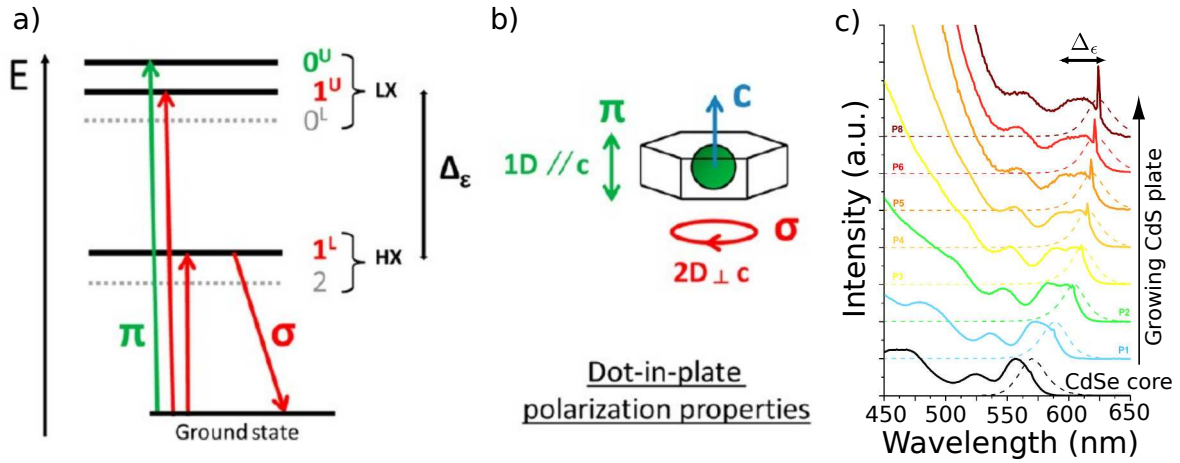 a)
E
0ᵁ
1ᵁ
LX
0ᴸ
Δε
1ᴸ
HX
2
π
σ
Ground state
b)
π
c
1D // c
σ
2D ⊥ c
Dot-in-plate
polarization properties
c)
Δϵ
P8
P6
P5
P4
P3
P2
P1
CdSe core
Intensity (a.u.)
Growing CdS plate
450 500 550 600 650
Wavelength (nm)